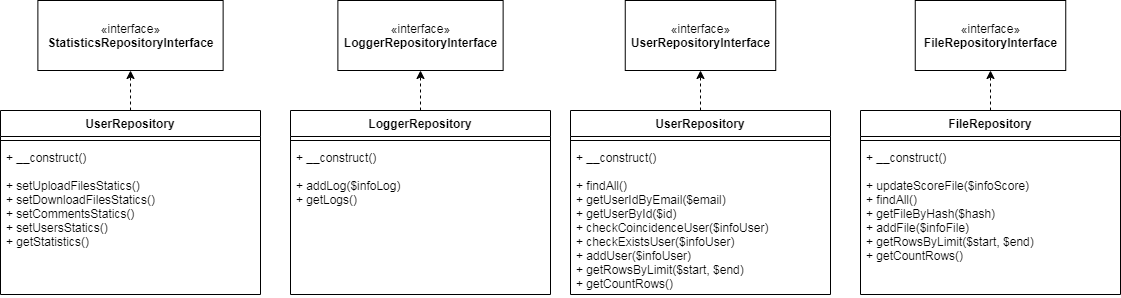 «interface»
StatisticsRepositoryInterface
«interface»
LoggerRepositoryInterface
«interface»
UserRepositoryInterface
«interface»
FileRepositoryInterface
UserRepository
+ __construct()
+ setUploadFilesStatics()
+ setDownloadFilesStatics()
+ setCommentsStatics()
+ setUsersStatics()
+ getStatistics()
LoggerRepository
+ __construct()
+ addLog($infoLog)
+ getLogs()
UserRepository
+ __construct()
+ findAll()
+ getUserIdByEmail($email)
+ getUserById($id)
+ checkCoincidenceUser($infoUser)
+ checkExistsUser($infoUser)
+ addUser($infoUser)
+ getRowsByLimit($start, $end)
+ getCountRows()
FileRepository
+ __construct()
+ updateScoreFile($infoScore)
+ findAll()
+ getFileByHash($hash)
+ addFile($infoFile)
+ getRowsByLimit($start, $end)
+ getCountRows()